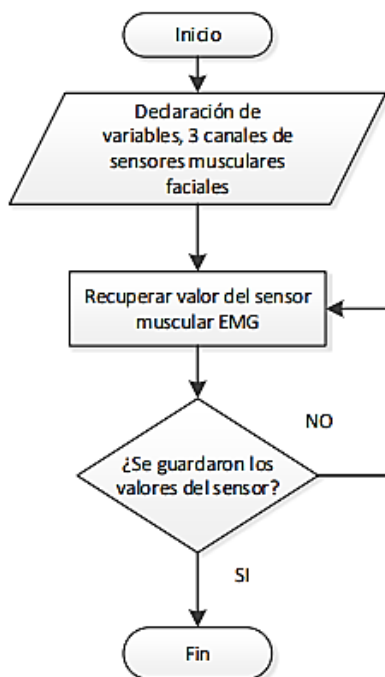 Inicio
Declaración de
variables, 3 canales de
sensores musculares
faciales
Recuperar valor del sensor
muscular EMG
NO
¿Se guardaron los
valores del sensor?
SI
Fin